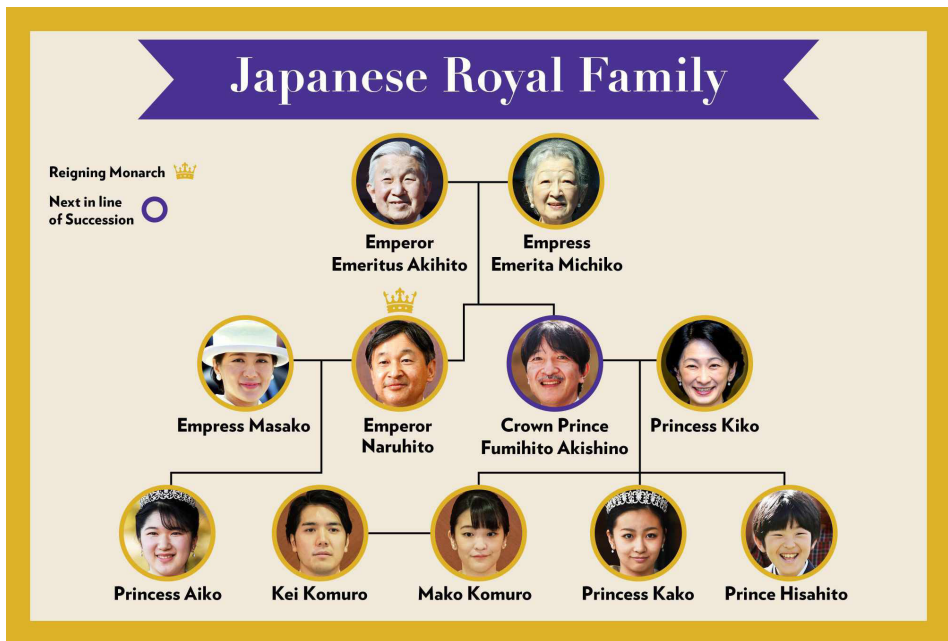 Japanese Royal Family
Reigning Monarch
Next in line
of Succession
Emperor
Emeritus Akihito
Empress
Emerita Michiko
Empress Masako
Emperor
Naruhito
Crown Prince
Fumihito Akishino
Princess Kiko
Princess Aiko
Kei Komuro
Mako Komuro
Princess Kako
Prince Hisahito